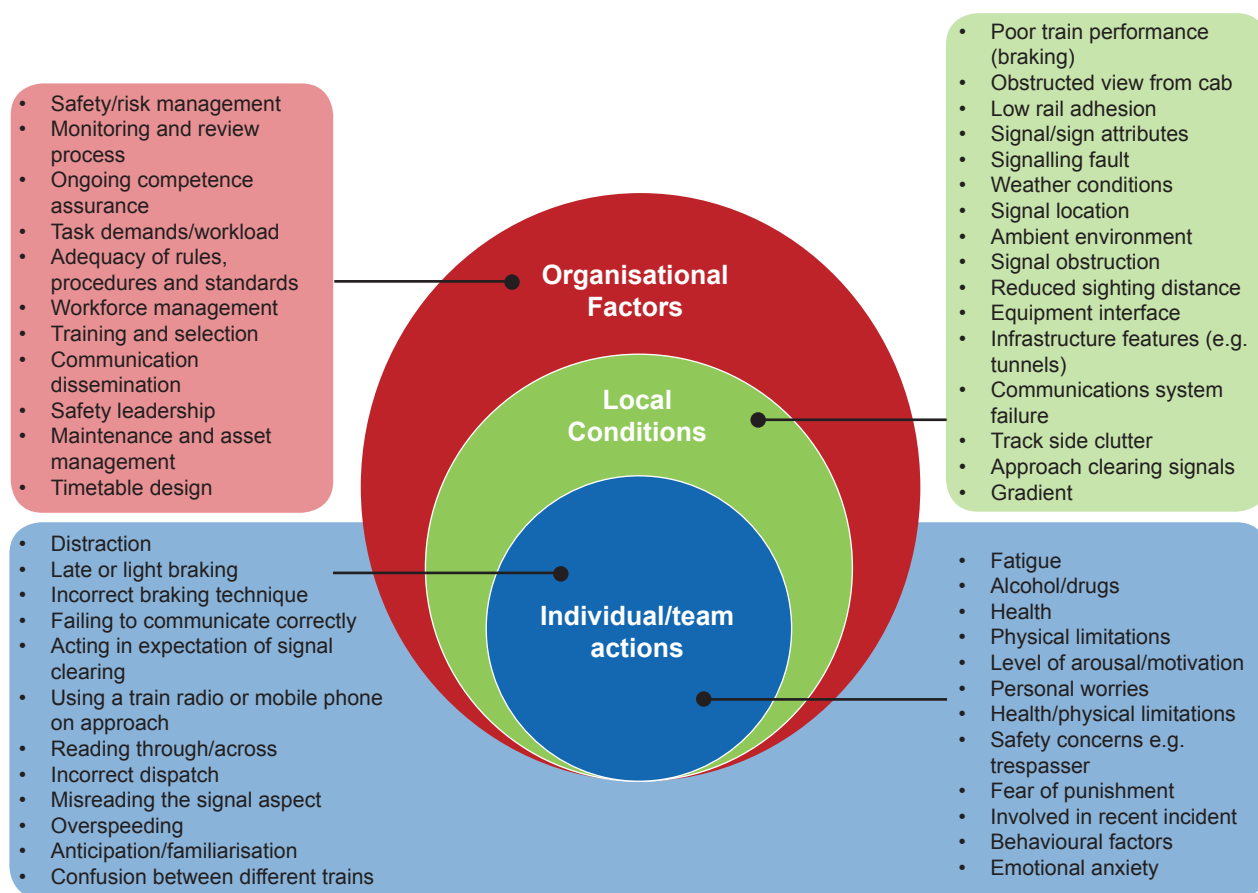 • Safety/risk management
• Monitoring and review
process
• Ongoing competence
assurance
• Task demands/workload
• Adequacy of rules,
procedures and standards
• Workforce management
• Training and selection
• Communication
dissemination
• Safety leadership
• Maintenance and asset
management
• Timetable design
• Poor train performance
(braking)
• Obstructed view from cab
• Low rail adhesion
• Signal/sign attributes
• Signalling fault
• Weather conditions
• Signal location
• Ambient environment
• Signal obstruction
• Reduced sighting distance
• Equipment interface
• Infrastructure features (e.g.
tunnels)
• Communications system
failure
• Track side clutter
• Approach clearing signals
• Gradient
Organisational
Factors
Local
Conditions
Individual/team
actions
• Distraction
• Late or light braking
• Incorrect braking technique
• Failing to communicate correctly
• Acting in expectation of signal
clearing
• Using a train radio or mobile phone
on approach
• Reading through/across
• Incorrect dispatch
• Misreading the signal aspect
• Overspeeding
• Anticipation/familiarisation
• Confusion between different trains
• Fatigue
• Alcohol/drugs
• Health
• Physical limitations
• Level of arousal/motivation
• Personal worries
• Health/physical limitations
• Safety concerns e.g.
trespasser
• Fear of punishment
• Involved in recent incident
• Behavioural factors
• Emotional anxiety